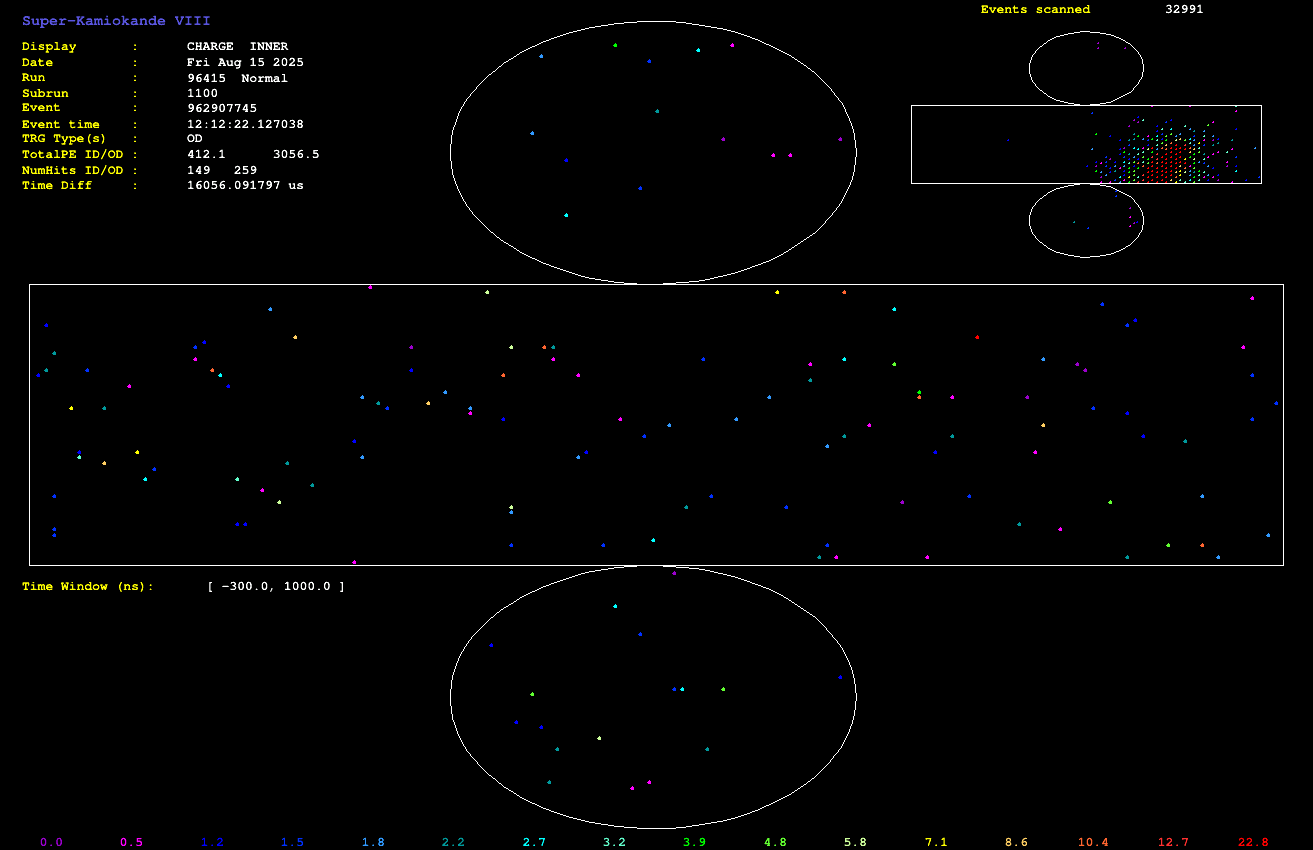 Super-Kamiokande VIII
Events scanned 32991
Display : CHARGE INNER
Date : Fri Aug 15 2025
Run : 96415 Normal
Subrun : 1100
Event : 962907745
Event time : 12:12:22.127038
TRG Type(s) : OD
TotalPE ID/OD : 412.1 3056.5
NumHits ID/OD : 149 259
Time Diff : 16056.091797 us
Time Window (ns): [ -300.0, 1000.0 ]
0.0 0.5 1.2 1.5 1.8 2.2 2.7 3.2 3.9 4.8 5.8 7.1 8.6 10.4 12.7 22.8